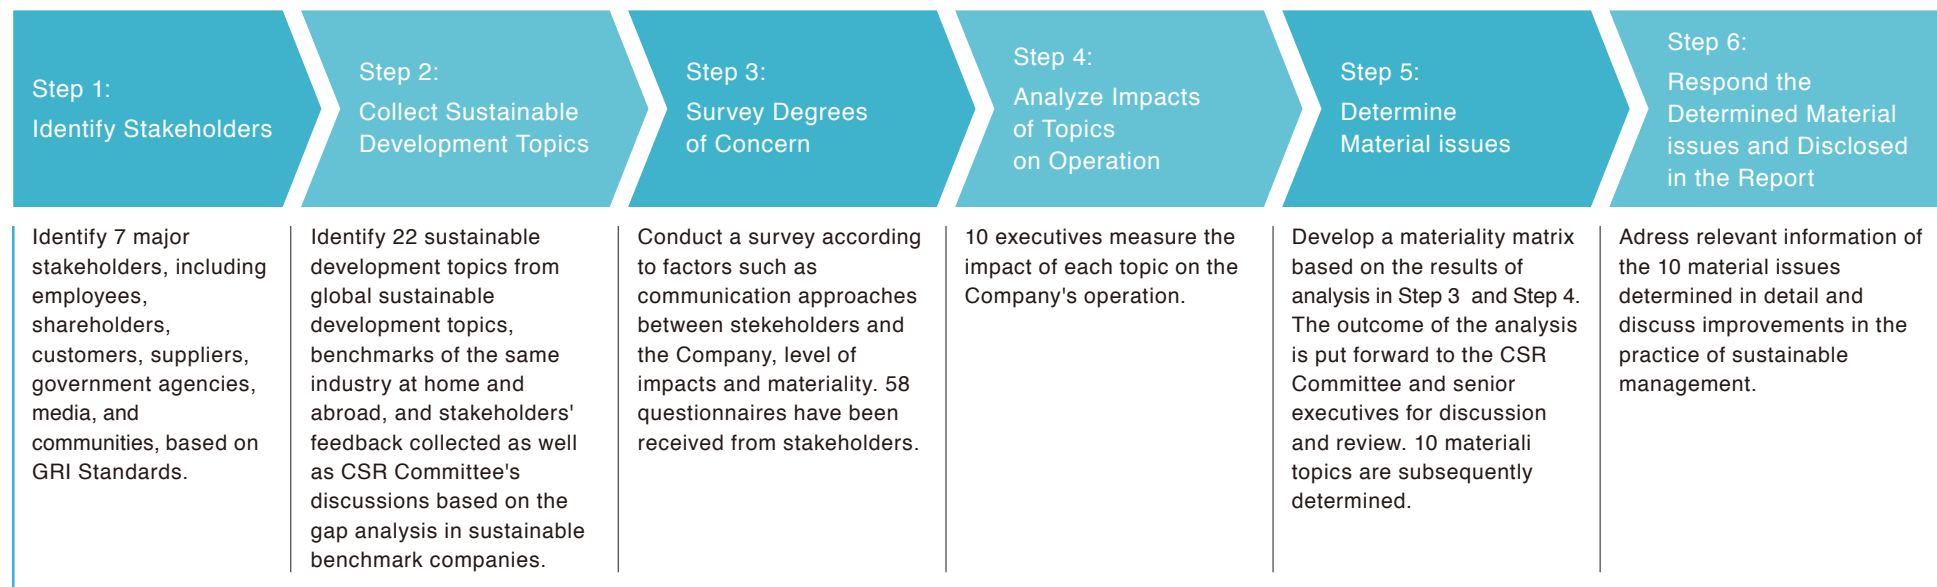 Step 1:
Identify Stakeholders
Step 2:
Collect Sustainable
Development Topics
Step 3:
Survey Degrees
of Concern
Step 4:
Analyze Impacts
of Topics
on Operation
Step 5:
Determine
Material issues
Step 6:
Respond the
Determined Material
issues and Disclosed
in the Report
Identify 7 major
stakeholders, including
employees,
shareholders,
customers, suppliers,
government agencies,
media, and
communities, based on
GRI Standards.
Identify 22 sustainable
development topics from
global sustainable
development topics,
benchmarks of the same
industry at home and
abroad, and stakeholders'
feedback collected as well
as CSR Committee's
discussions based on the
gap analysis in sustainable
benchmark companies.
Conduct a survey according
to factors such as
communication approaches
between stekeholders and
the Company, level of
impacts and materiality. 58
questionnaires have been
received from stakeholders.
10 executives measure the
impact of each topic on the
Company's operation.
Develop a materiality matrix
based on the results of
analysis in Step 3 and Step 4.
The outcome of the analysis
is put forward to the CSR
Committee and senior
executives for discussion
and review. 10 materiali
topics are subsequently
determined.
Adress relevant information of
the 10 material issues
determined in detail and
discuss improvements in the
practice of sustainable
management.